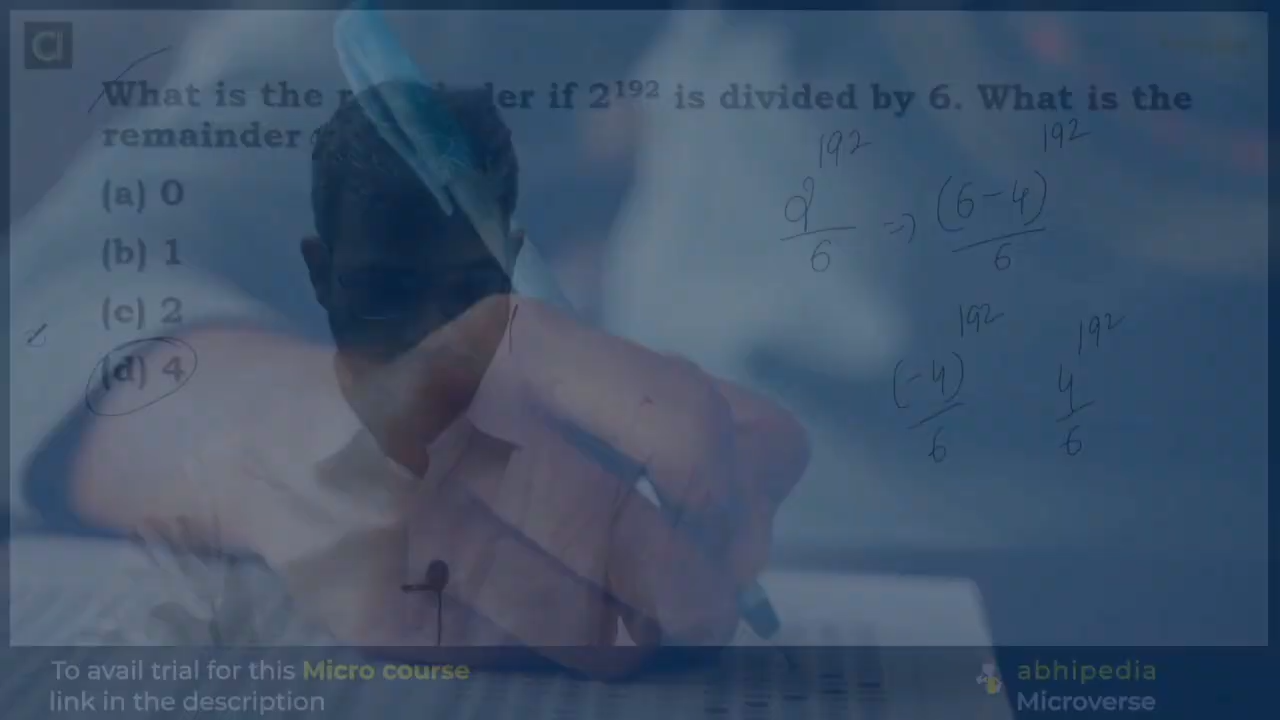 What is the r der if 2¹⁹² is divided by 6. What is the
remainder
(a) 0
(b) 1
(c) 2
(d) 4
2¹⁹²/6 => (6-4)¹⁹²/6
(-4)¹⁹²/6 4¹⁹²/6
To avail trial for this Micro course
link in the description
abhipedia
Microverse